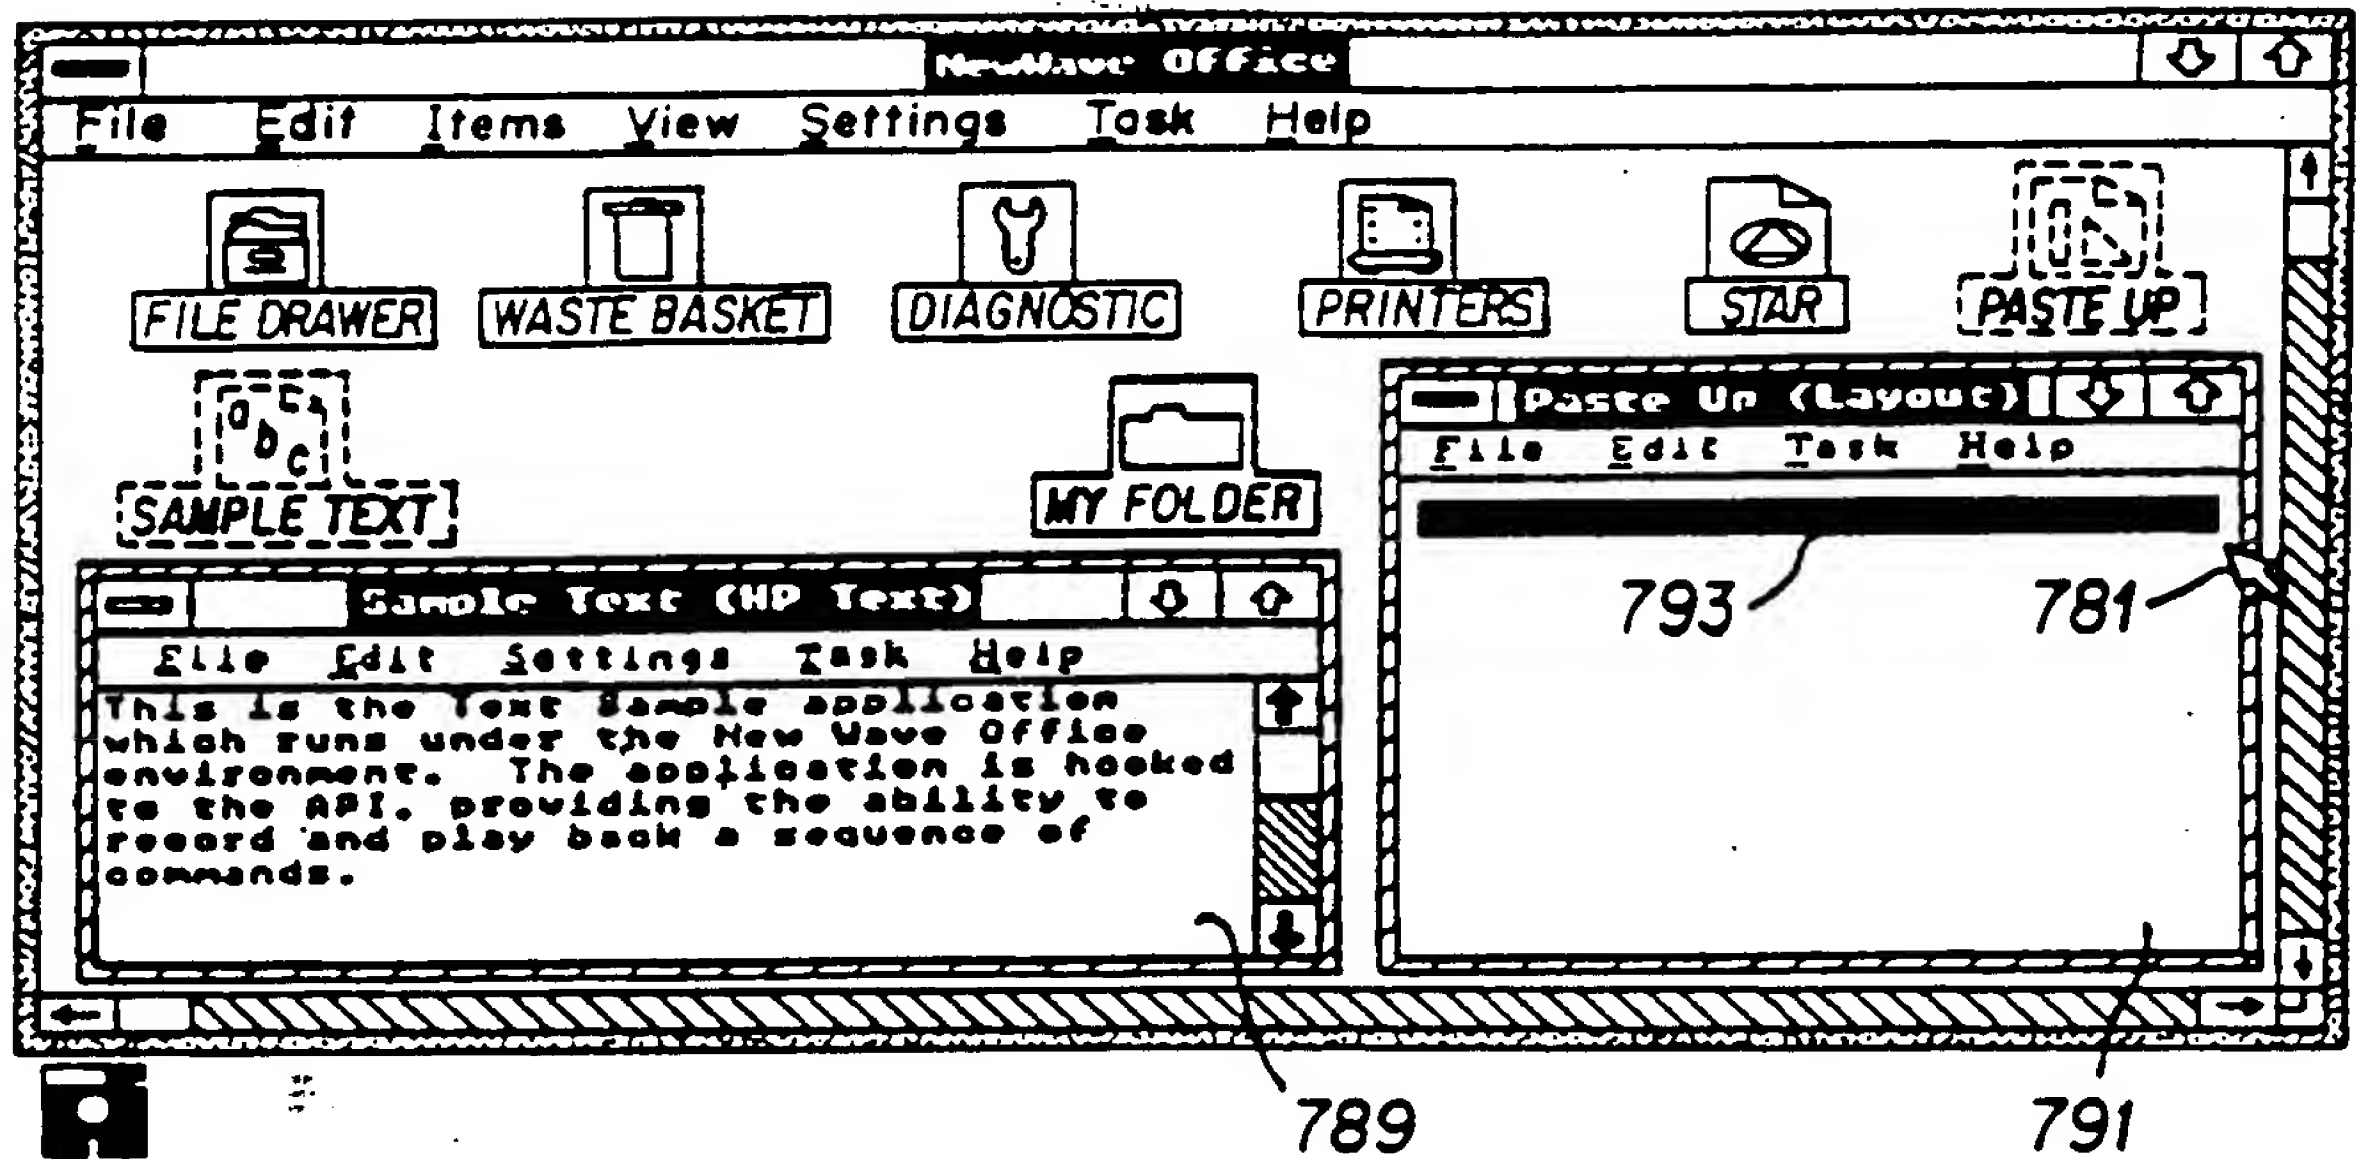 NewWave Office
File Edit Items View Settings Task Help
FILE DRAWER WASTE BASKET DIAGNOSTIC PRINTERS STAR PASTE UP
abc
SAMPLE TEXT MY FOLDER
Paste Up (Layout)
File Edit Task Help
793 781
Sample Text (HP Text)
File Edit Settings Task Help
This is the Text Sample application
which runs under the New Wave Office
environment. The application is hooked
to the API, providing the ability to
record and play back a sequence of
commands.
789 791